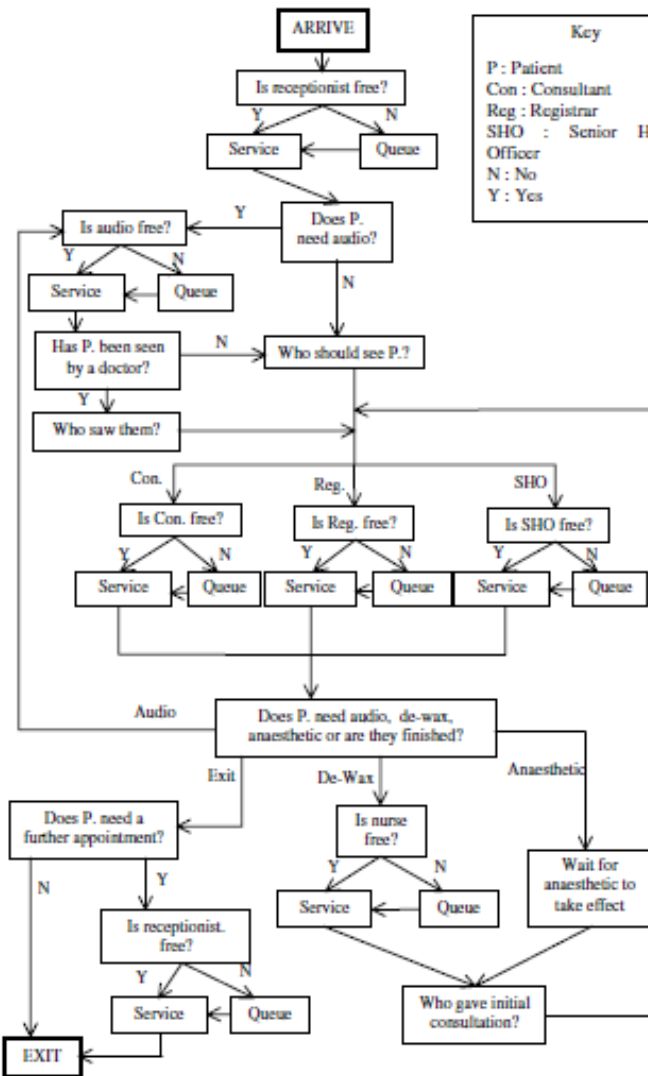 ARRIVE
Key
P : Patient
Con : Consultant
Reg : Registrar
SHO : Senior H
Officer
N : No
Y : Yes
Is receptionist free?
Y
N
Service
Queue
Is audio free?
Y
Does P.
need audio?
Y
N
Service
Queue
N
Has P. been seen
by a doctor?
N
Who should see P.?
Y
Who saw them?
Con.
Reg.
SHO
Is Con. free?
Is Reg. free?
Is SHO free?
Y
N
Y
N
Y
N
Service
Queue
Service
Queue
Service
Queue
Audio
Does P. need audio, de-wax,
anaesthetic or are they finished?
Exit
De-Wax
Anaesthetic
Does P. need a
further appointment?
Is nurse
free?
N
Y
Y
N
Wait for
anaesthetic to
take effect
Service
Queue
Is receptionist.
free?
Y
N
Service
Queue
Who gave initial
consultation?
EXIT